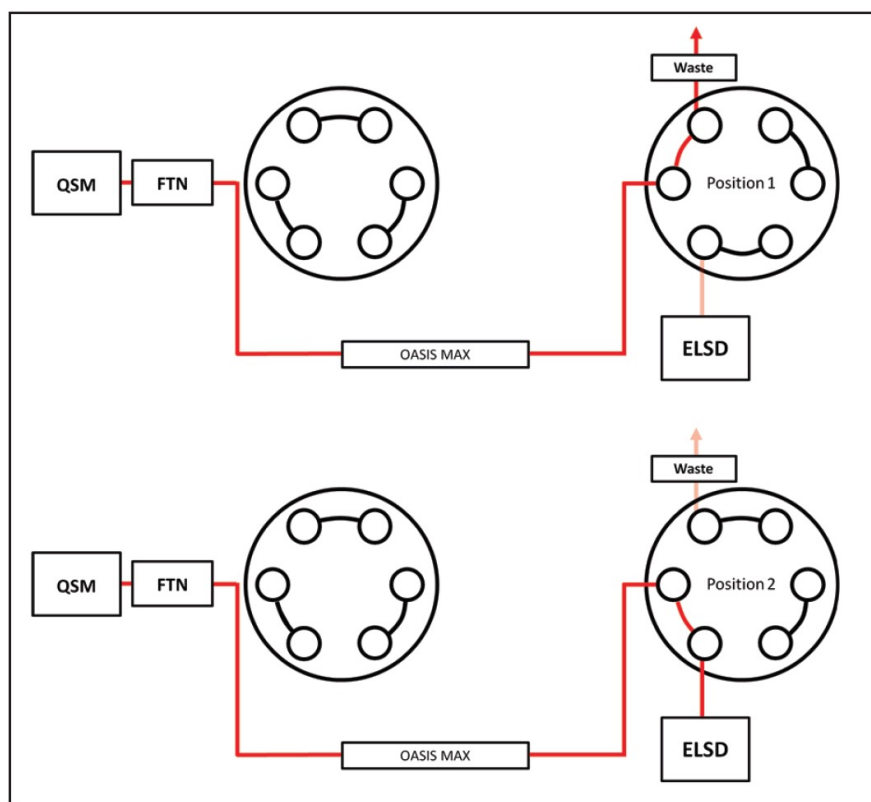 Waste
QSM
FTN
Position 1
OASIS MAX
ELSD
Waste
QSM
FTN
Position 2
OASIS MAX
ELSD